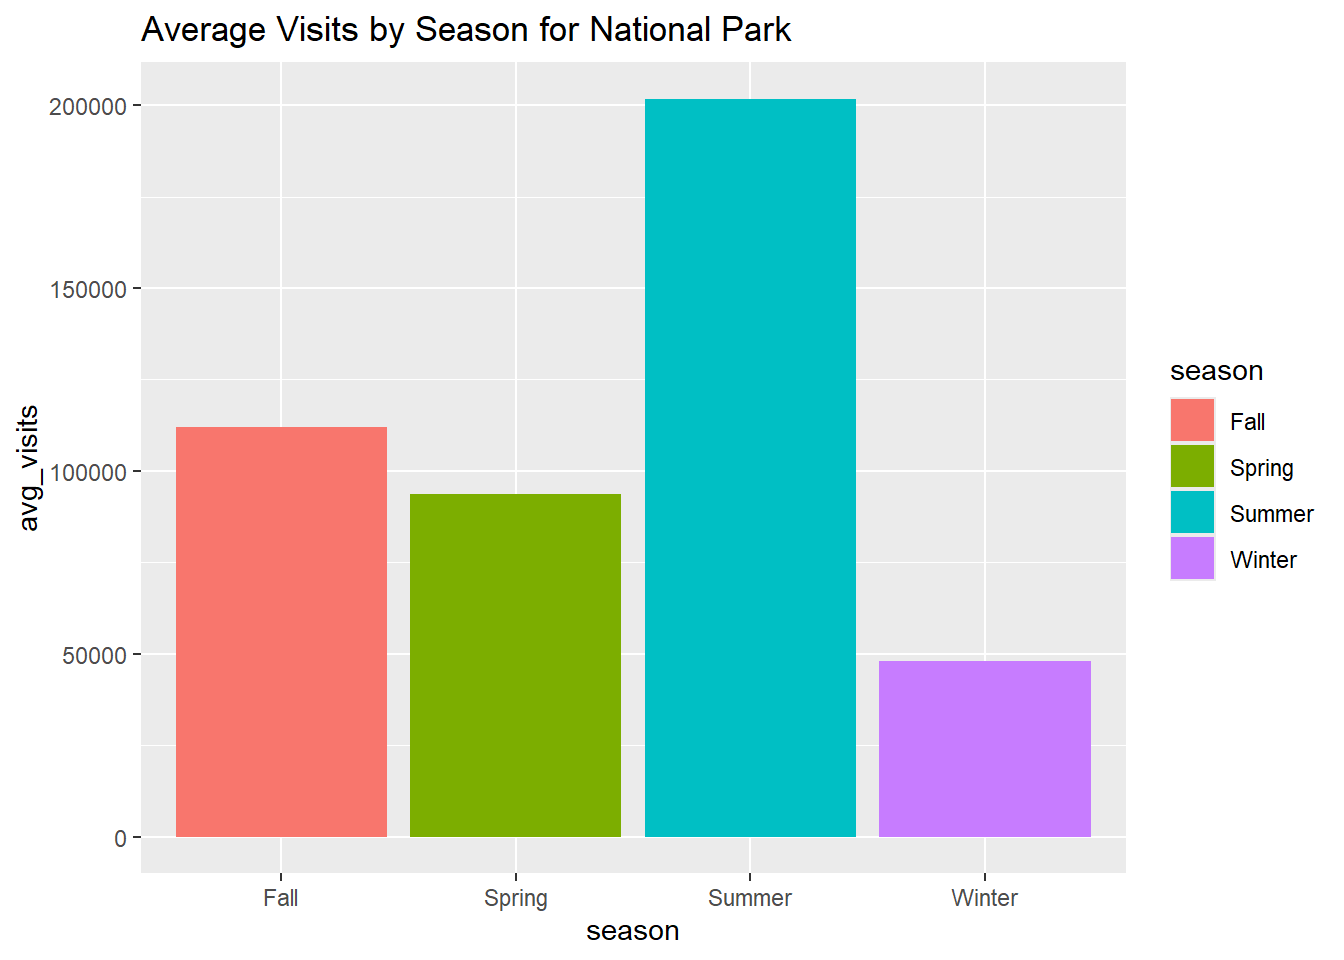 Average Visits by Season for National Park
avg_visits
200000
150000
100000
50000
0
Fall
Spring
Summer
Winter
season
season
Fall
Spring
Summer
Winter